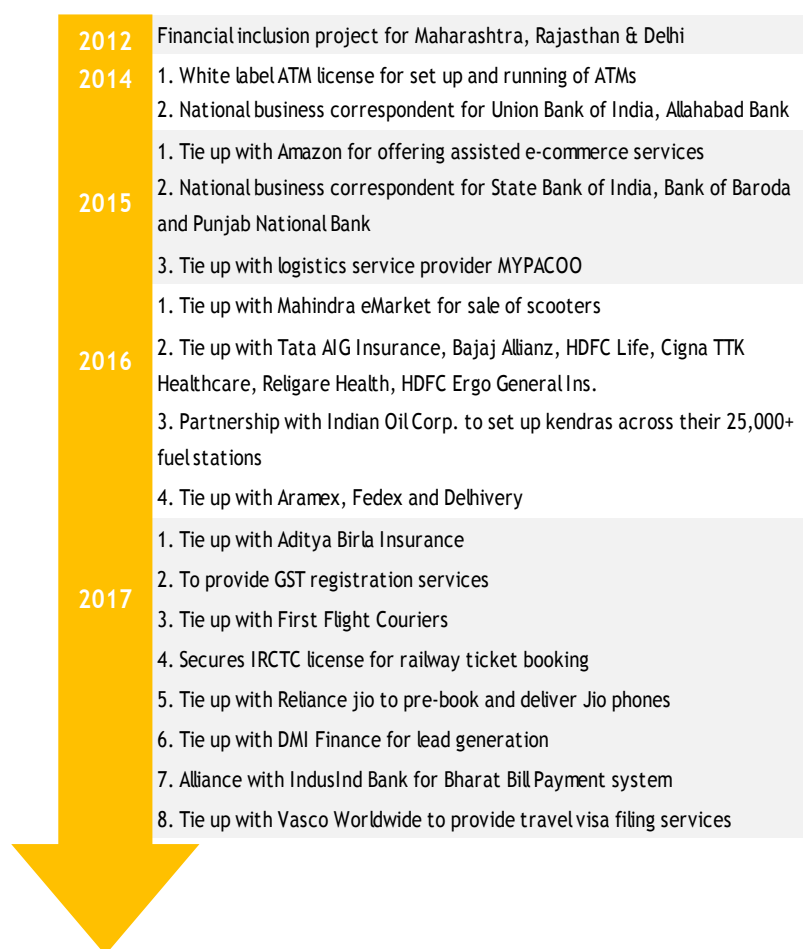 2012
Financial inclusion project for Maharashtra, Rajasthan & Delhi
2014
1. White label ATM license for set up and running of ATMs
2. National business correspondent for Union Bank of India, Allahabad Bank
2015
1. Tie up with Amazon for offering assisted e-commerce services
2. National business correspondent for State Bank of India, Bank of Baroda
and Punjab National Bank
3. Tie up with logistics service provider MYPACOO
2016
1. Tie up with Mahindra eMarket for sale of scooters
2. Tie up with Tata AIG Insurance, Bajaj Allianz, HDFC Life, Cigna TTK
Healthcare, Religare Health, HDFC Ergo General Ins.
3. Partnership with Indian Oil Corp. to set up kendras across their 25,000+
fuel stations
4. Tie up with Aramex, Fedex and Delhivery
2017
1. Tie up with Aditya Birla Insurance
2. To provide GST registration services
3. Tie up with First Flight Couriers
4. Secures IRCTC license for railway ticket booking
5. Tie up with Reliance jio to pre-book and deliver Jio phones
6. Tie up with DMI Finance for lead generation
7. Alliance with IndusInd Bank for Bharat Bill Payment system
8. Tie up with Vasco Worldwide to provide travel visa filing services